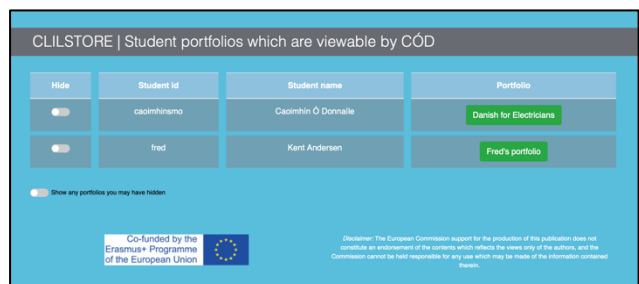 CLILSTORE | Student portfolios which are viewable by CÓD
Hide Student id Student name Portfolio
caoimhinsmo Caoimhín Ó Donnaíle Danish for Electricians
fred Kent Andersen Fred's portfolio
Show any portfolios you may have hidden
Co-funded by the
Erasmus+ Programme
of the European Union
Disclaimer: The European Commission support for the production of this publication does not
constitute an endorsement of the contents which reflects the views only of the authors, and the
Commission cannot be held responsible for any use which may be made of the information contained
therein.